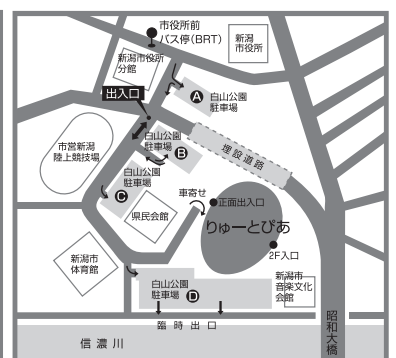 市役所前
バス停(BRT)
新潟
市役所
新潟市役所
分館
出入口
A
白山公園
駐車場
白山公園
駐車場
B
埋設道路
市営新潟
陸上競技場
白山公園
駐車場
C
車寄せ
正面出入口
県民会館
りゅーとぴあ
2F入口
新潟市
体育館
白山公園
駐車場
D
新潟市
音楽文化
会館
臨時出口
昭和大橋
信濃川